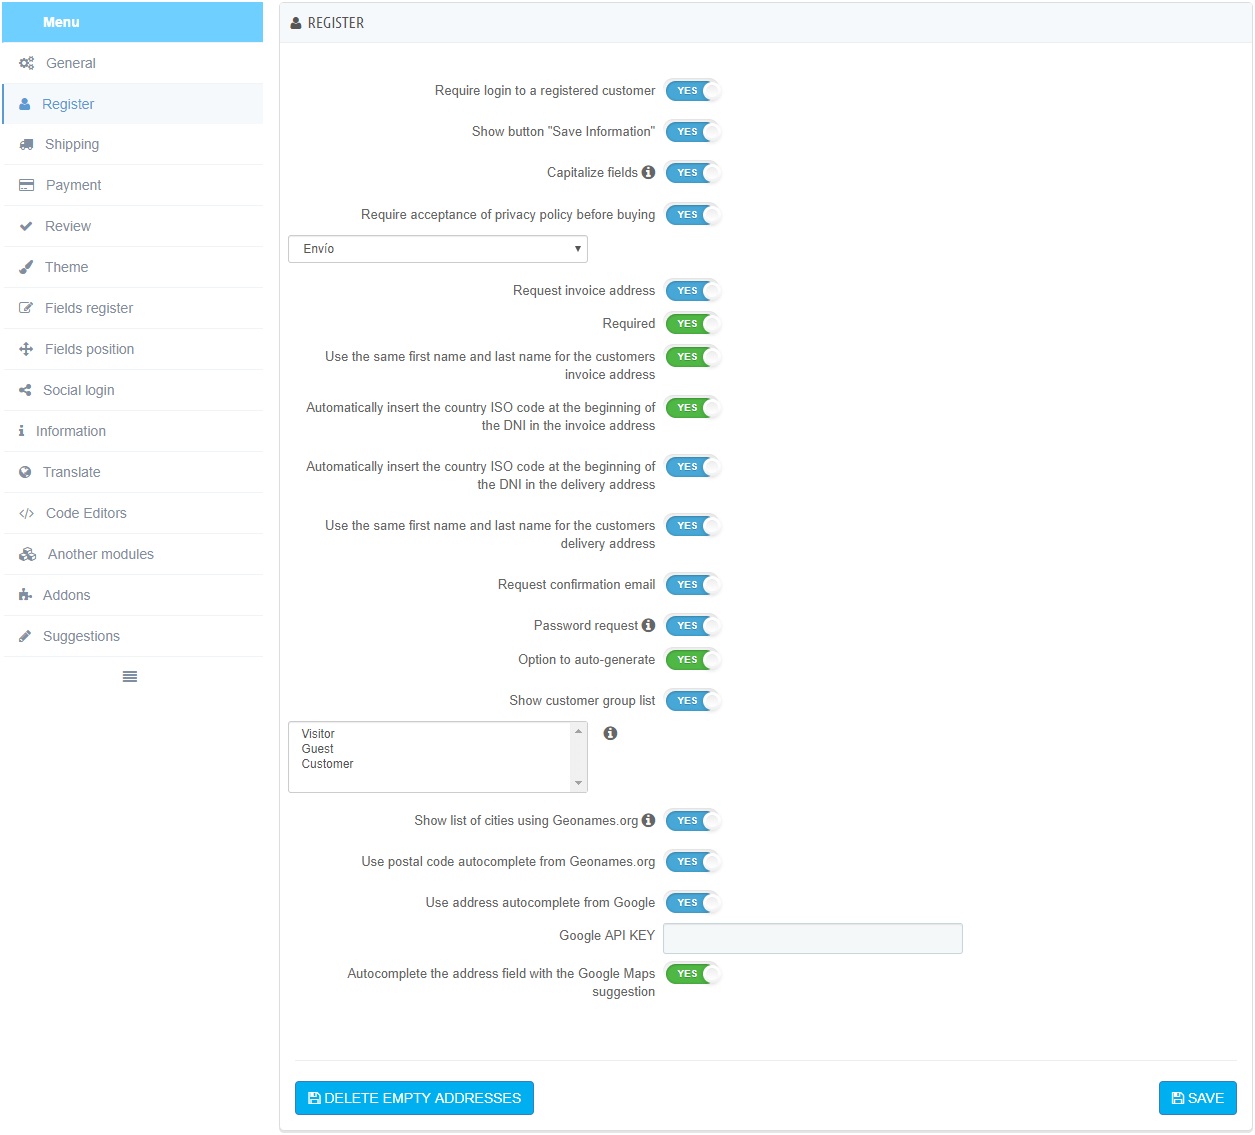 Menu
General
Register
Shipping
Payment
Review
Theme
Fields register
Fields position
Social login
Information
Translate
Code Editors
Another modules
Addons
Suggestions
REGISTER
Require login to a registered customer YES
Show button "Save Information" YES
Capitalize fields YES
Require acceptance of privacy policy before buying YES
Envío
Request invoice address YES
Required YES
Use the same first name and last name for the customers YES
invoice address
Automatically insert the country ISO code at the beginning of YES
the DNI in the invoice address
Automatically insert the country ISO code at the beginning of YES
the DNI in the delivery address
Use the same first name and last name for the customers YES
delivery address
Request confirmation email YES
Password request YES
Option to auto-generate YES
Show customer group list YES
Visitor
Guest
Customer
Show list of cities using Geonames.org YES
Use postal code autocomplete from Geonames.org YES
Use address autocomplete from Google YES
Google API KEY
Autocomplete the address field with the Google Maps YES
suggestion
DELETE EMPTY ADDRESSES
SAVE